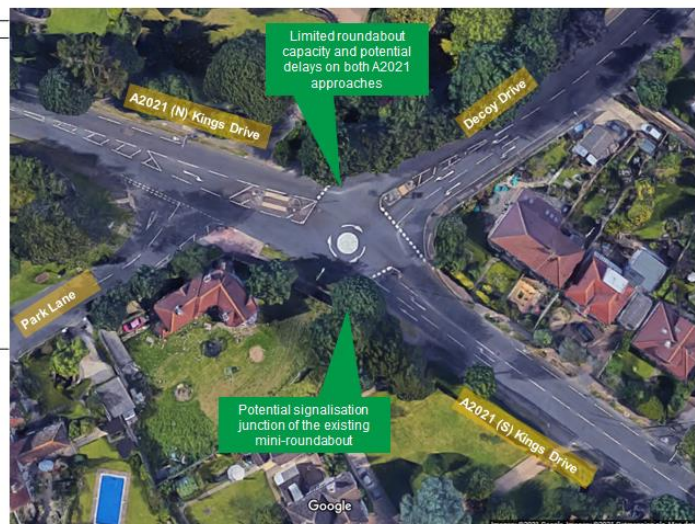 Limited roundabout
capacity and potential
delays on both A2021
approaches
A2021 (N) Kings Drive
Decoy Drive
Park Lane
Potential signalisation
junction of the existing
mini-roundabout
A2021 (S) Kings Drive
Google